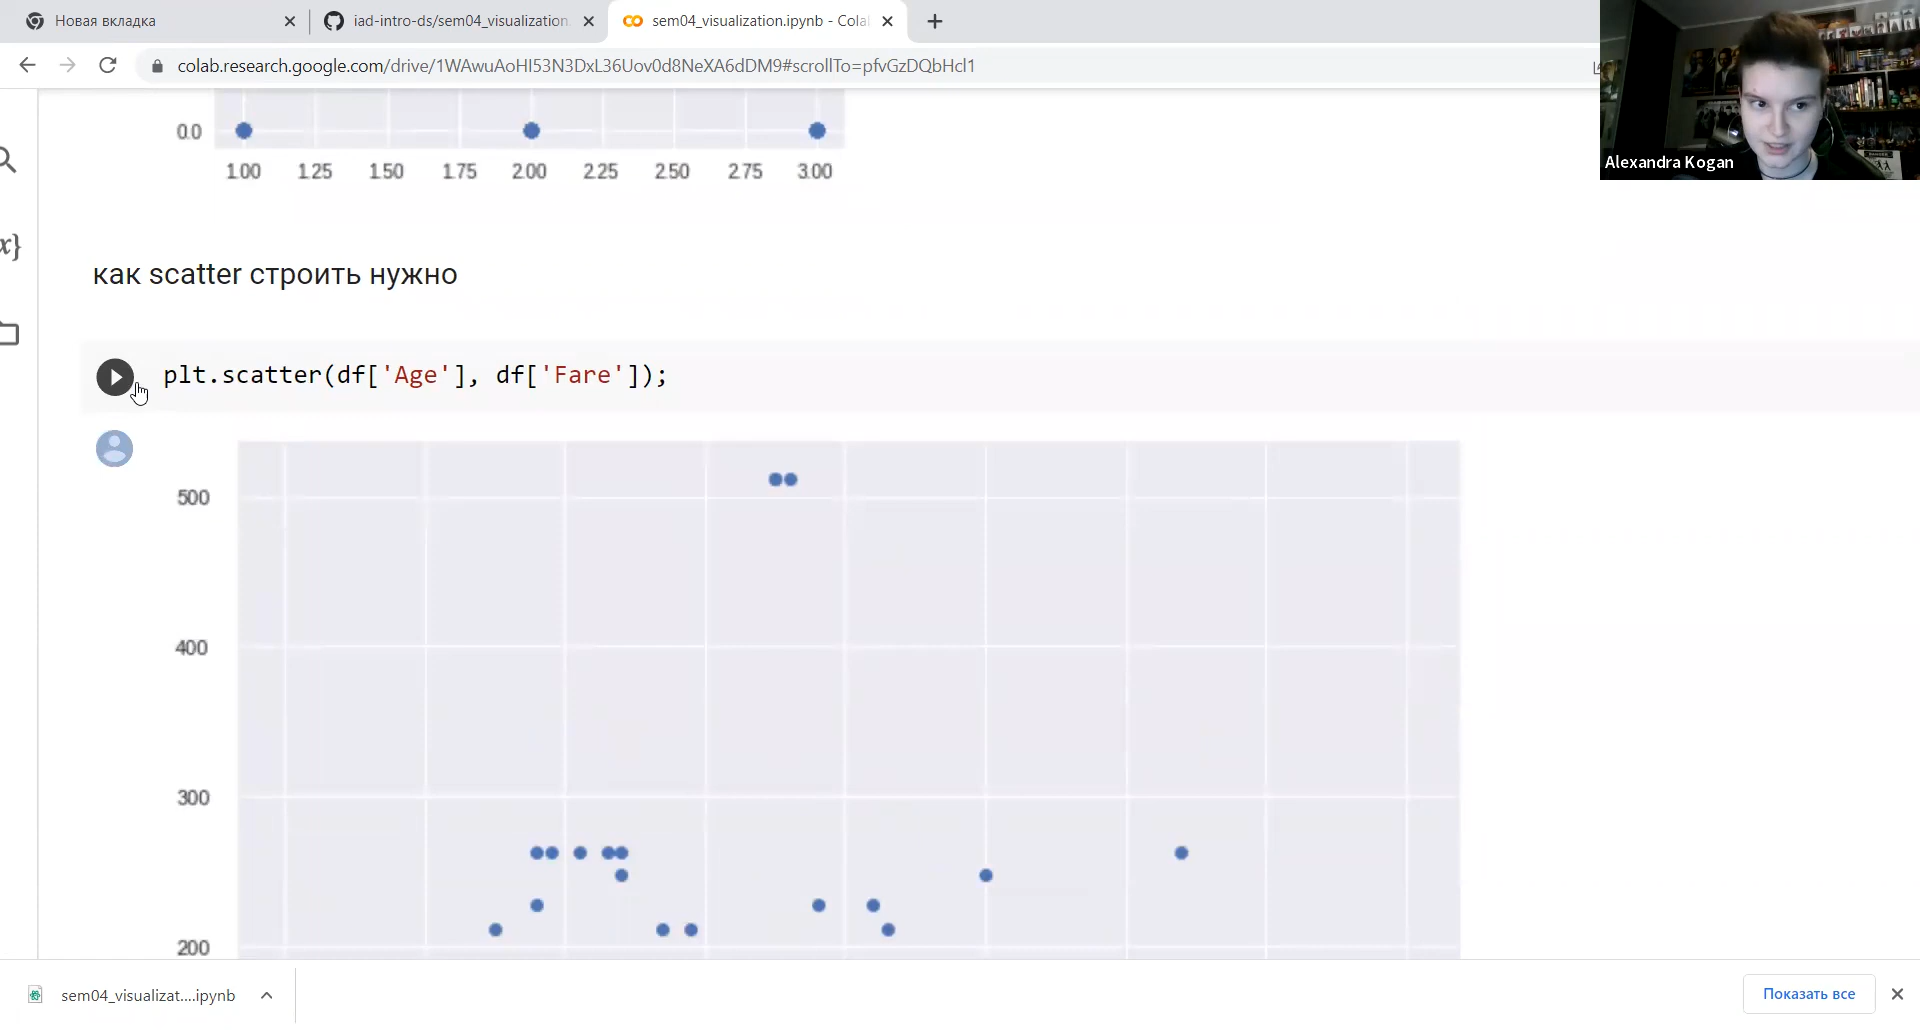 Новая вкладка
iad-intro-ds/sem04_visualization.
sem04_visualization.ipynb - Cola
colab.research.google.com/drive/1WAwuAoHI53N3DxL36Uov0d8NeXA6dDM9#scrollTo=pfvGzDQbHcl1
Alexandra Kogan
0.0
1.00 1.25 1.50 1.75 2.00 2.25 2.50 2.75 3.00
x}
как scatter строить нужно
plt.scatter(df['Age'], df['Fare']);
500
400
300
200
sem04_visualizat....ipynb
Показать все